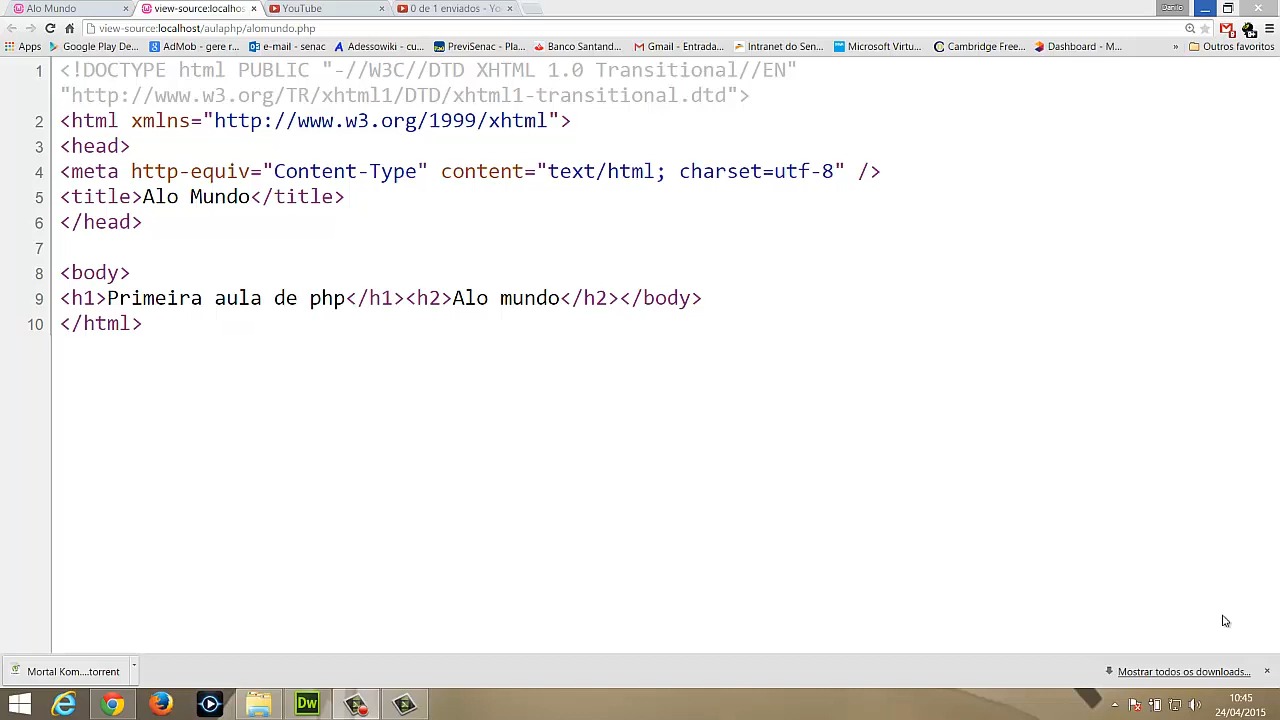 Alo Mundo
view-source:localhos
YouTube
0 de 1 enviados - Yo
Danilo
view-source:localhost/aulaphp/alomundo.php
Apps
Google Play De...
AdMob - gere r...
e-mail - senac
Adessowiki - cu...
PreviSenac - Pla...
Banco Santand...
Gmail - Entrada...
Intranet do Sen...
Microsoft Virtu...
Cambridge Free...
Dashboard - M...
»
Outros favoritos
1 <!DOCTYPE html PUBLIC "-//W3C//DTD XHTML 1.0 Transitional//EN"
"http://www.w3.org/TR/xhtml1/DTD/xhtml1-transitional.dtd">
2 <html xmlns="http://www.w3.org/1999/xhtml">
3 <head>
4 <meta http-equiv="Content-Type" content="text/html; charset=utf-8" />
5 <title>Alo Mundo</title>
6 </head>
7
8 <body>
9 <h1>Primeira aula de php</h1><h2>Alo mundo</h2></body>
10 </html>
Mortal Kom....torrent
Mostrar todos os downloads...
Dw
10:45
24/04/2015